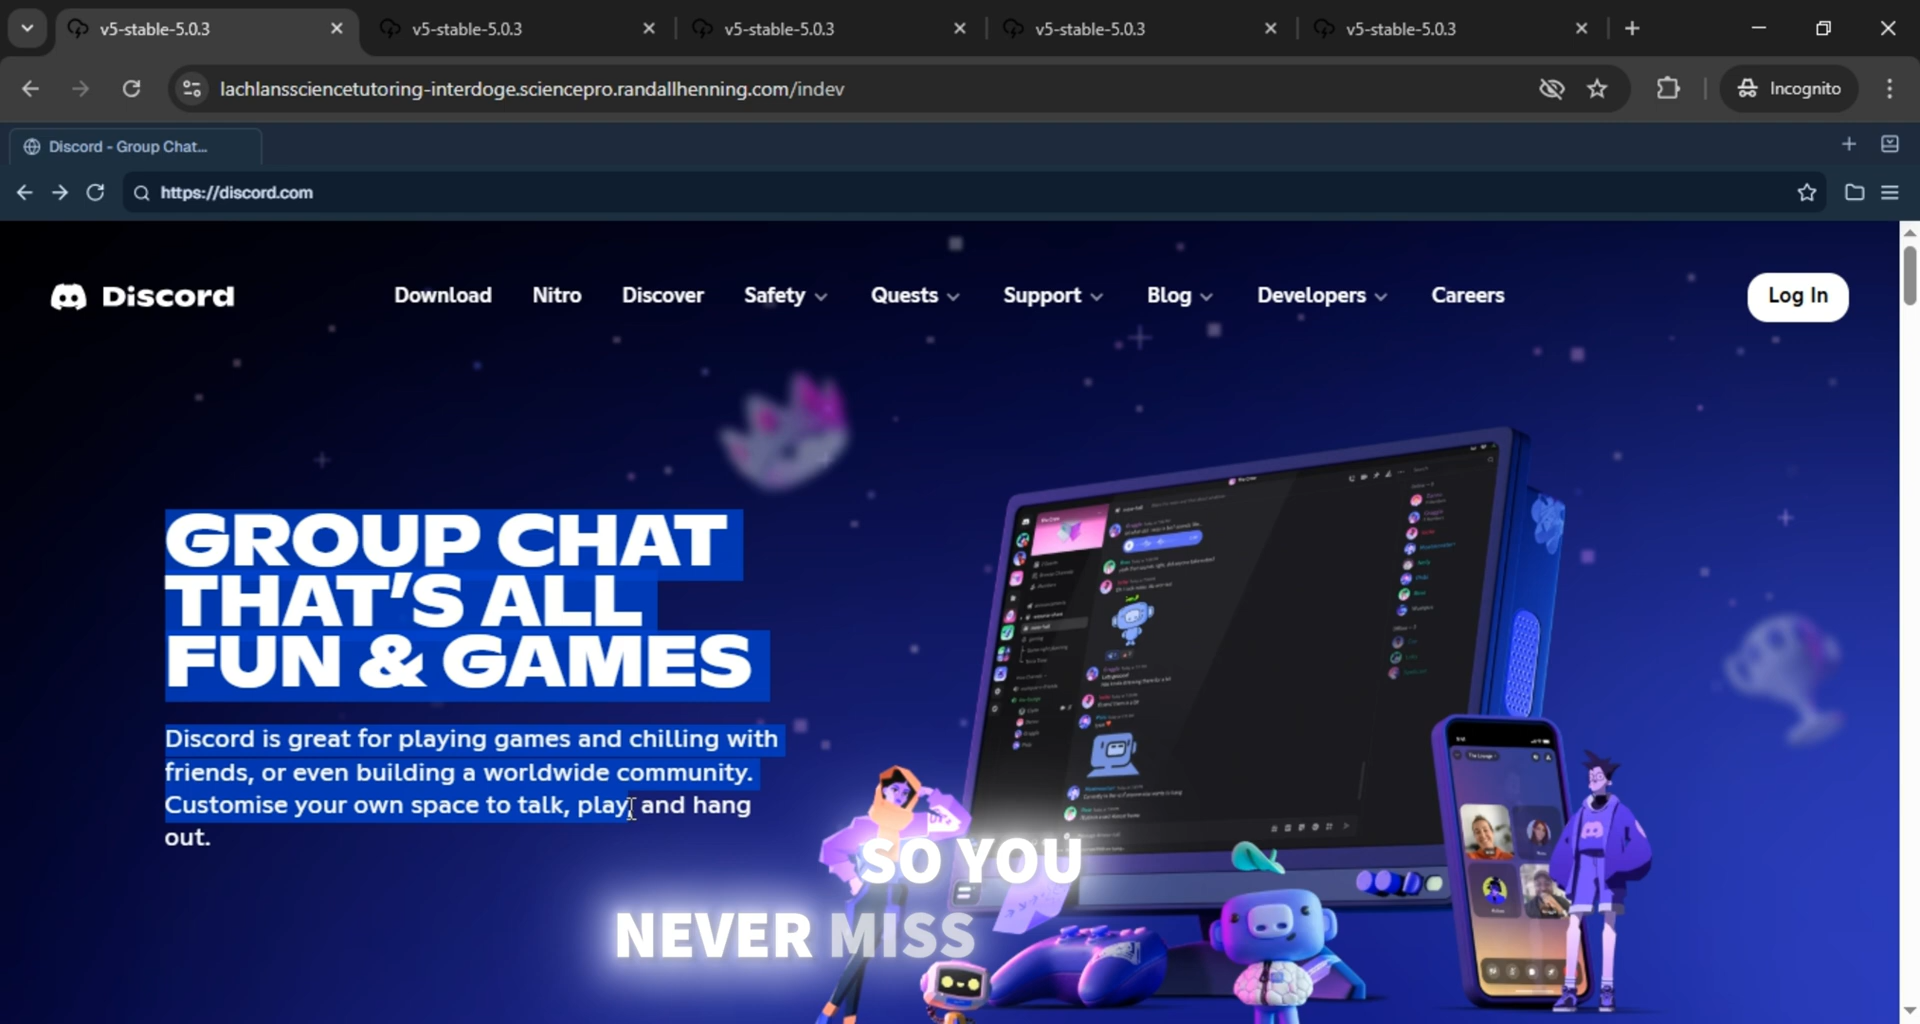 v5-stable-5.0.3
v5-stable-5.0.3
v5-stable-5.0.3
v5-stable-5.0.3
v5-stable-5.0.3
lachlanssciencetutoring-interdoge.sciencepro.randallhenning.com/indev
Incognito
Discord - Group Chat...
https://discord.com
Discord
Download
Nitro
Discover
Safety
Quests
Support
Blog
Developers
Careers
Log In
GROUP CHAT
THAT'S ALL
FUN & GAMES
Discord is great for playing games and chilling with
friends, or even building a worldwide community.
Customise your own space to talk, play, and hang
out.
SO YOU
NEVER MISS